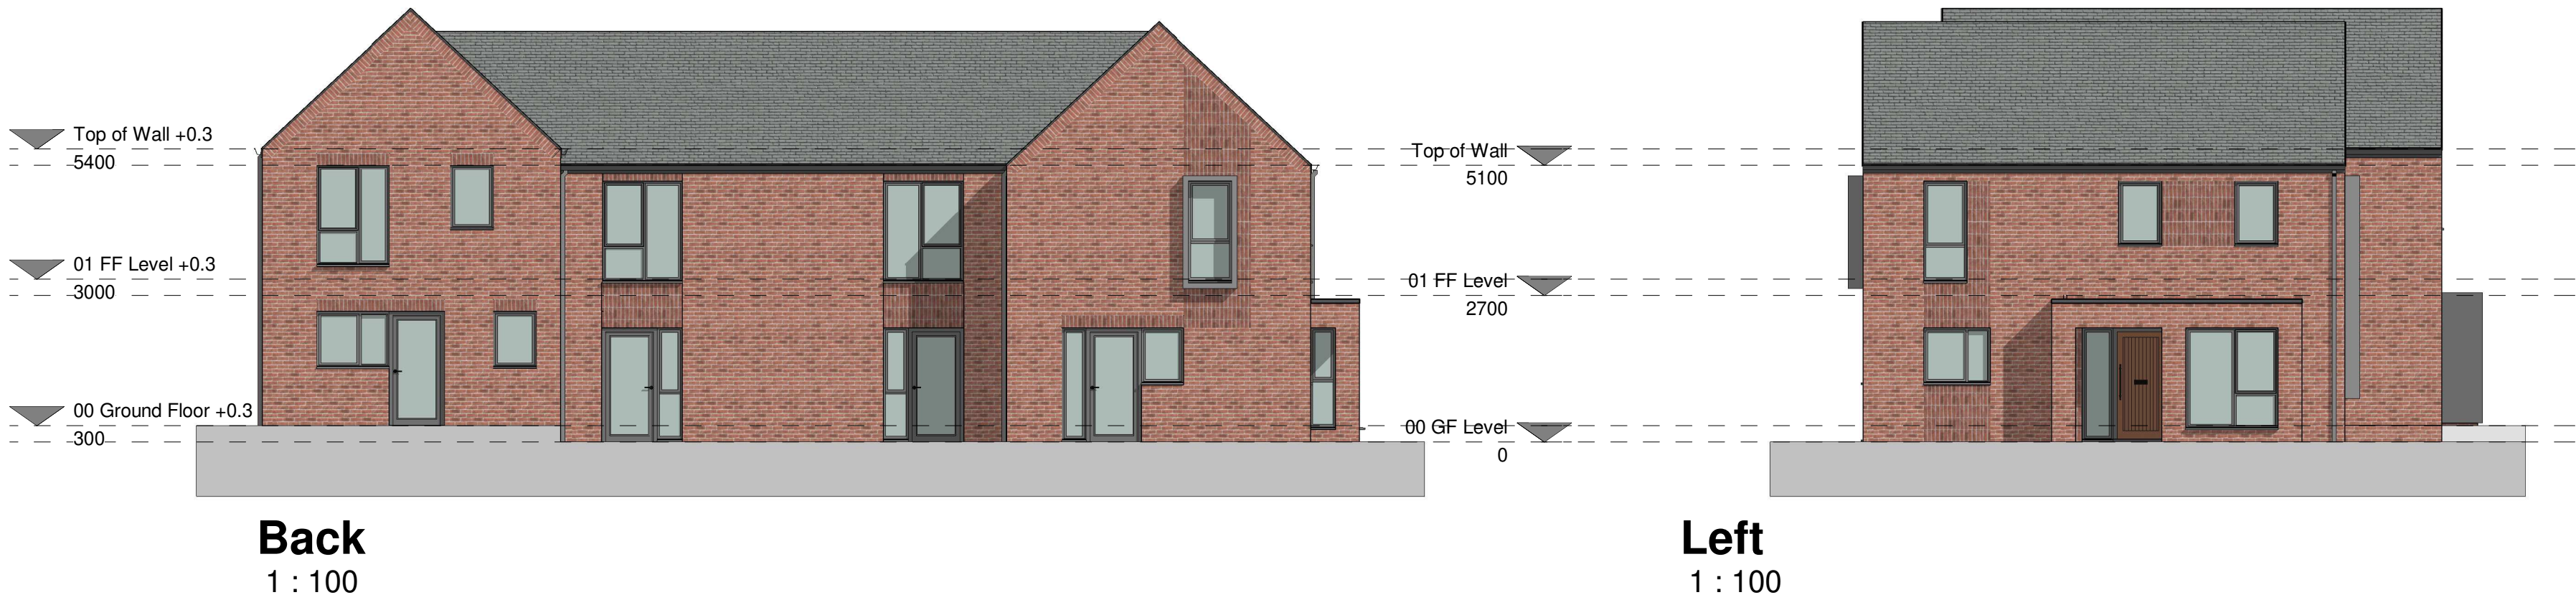 Top of Wall +0.3
5400
01 FF Level +0.3
3000
00 Ground Floor +0.3
300
Top of Wall
5100
01 FF Level
2700
00 GF Level
0
Back
1 : 100
Left
1 : 100